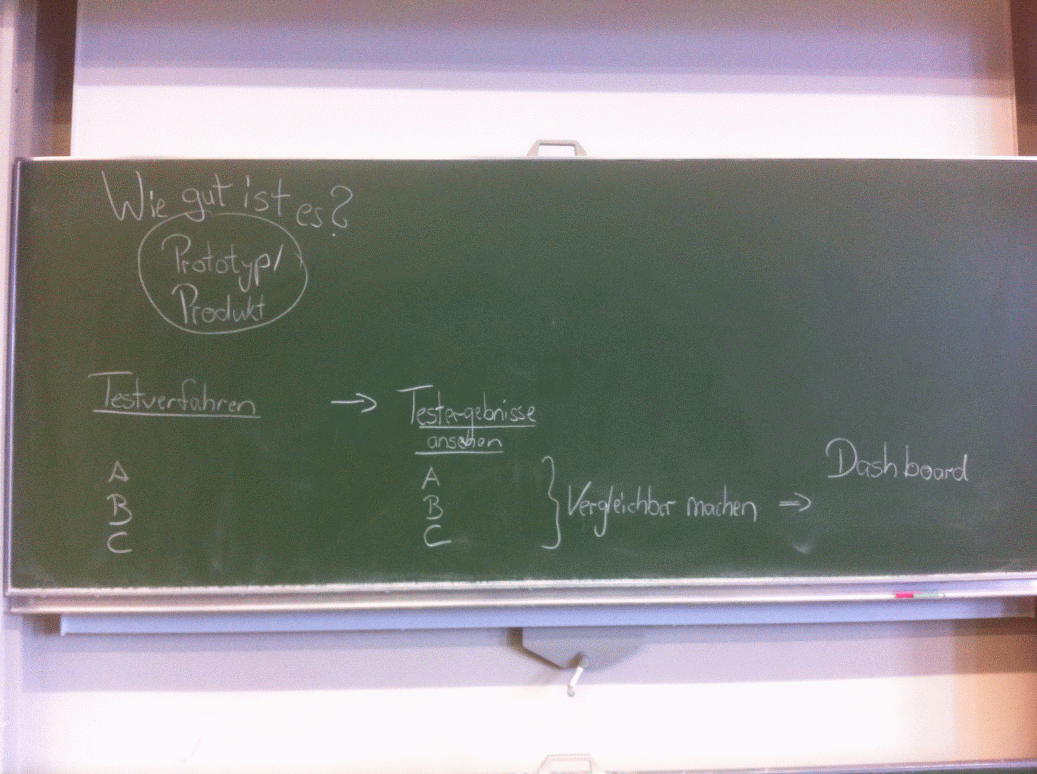 Wie gut ist es?
Prototyp/
Produkt
Testverfahren → Testergebnisse
ansehen
A
B
C
A
B
C
} Vergleichbar machen →
Dashboard